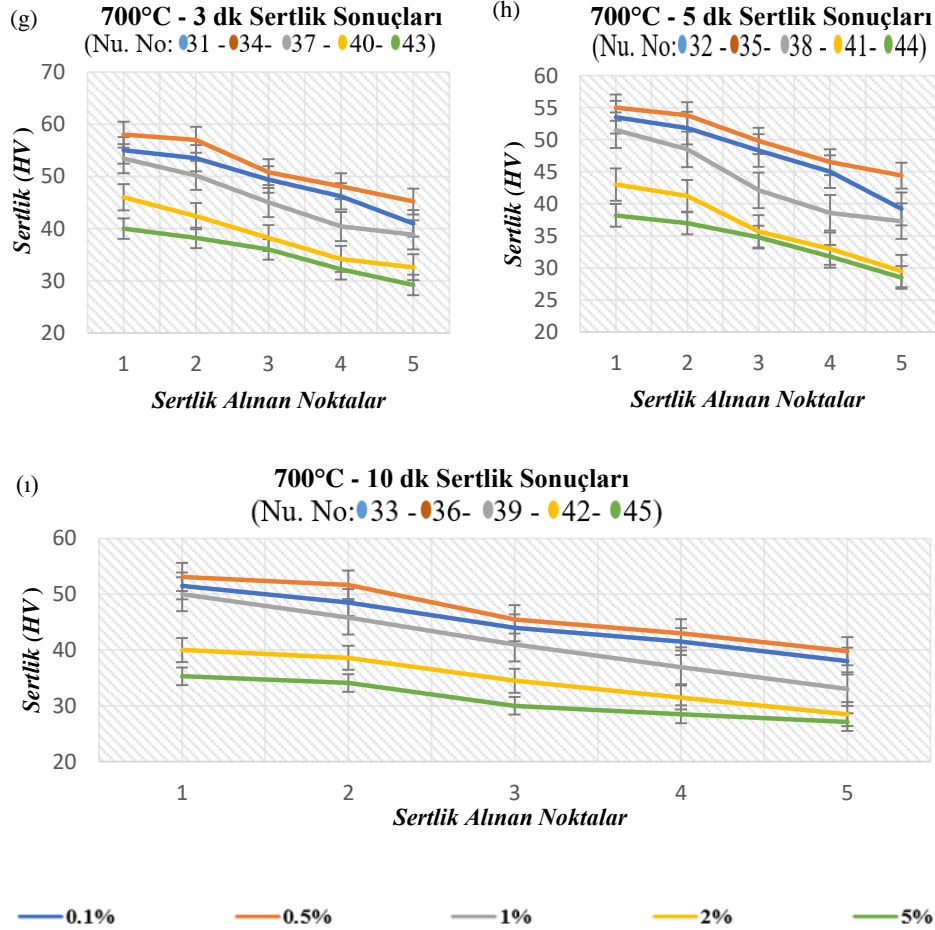 (g)
700°C - 3 dk Sertlik Sonuçları
(Nu. No: 31 - 34- 37 - 40- 43)
Sertlik (HV)
70
60
50
40
30
20
1 2 3 4 5
Sertlik Alınan Noktalar
(h)
700°C - 5 dk Sertlik Sonuçları
(Nu. No: 32 - 35- 38 - 41- 44)
Sertlik (HV)
60
55
50
45
40
35
30
25
20
1 2 3 4 5
Sertlik Alınan Noktalar
(ı)
700°C - 10 dk Sertlik Sonuçları
(Nu. No: 33 - 36- 39 - 42- 45)
Sertlik (HV)
60
50
40
30
20
1 2 3 4 5
Sertlik Alınan Noktalar
0.1% 0.5% 1% 2% 5%